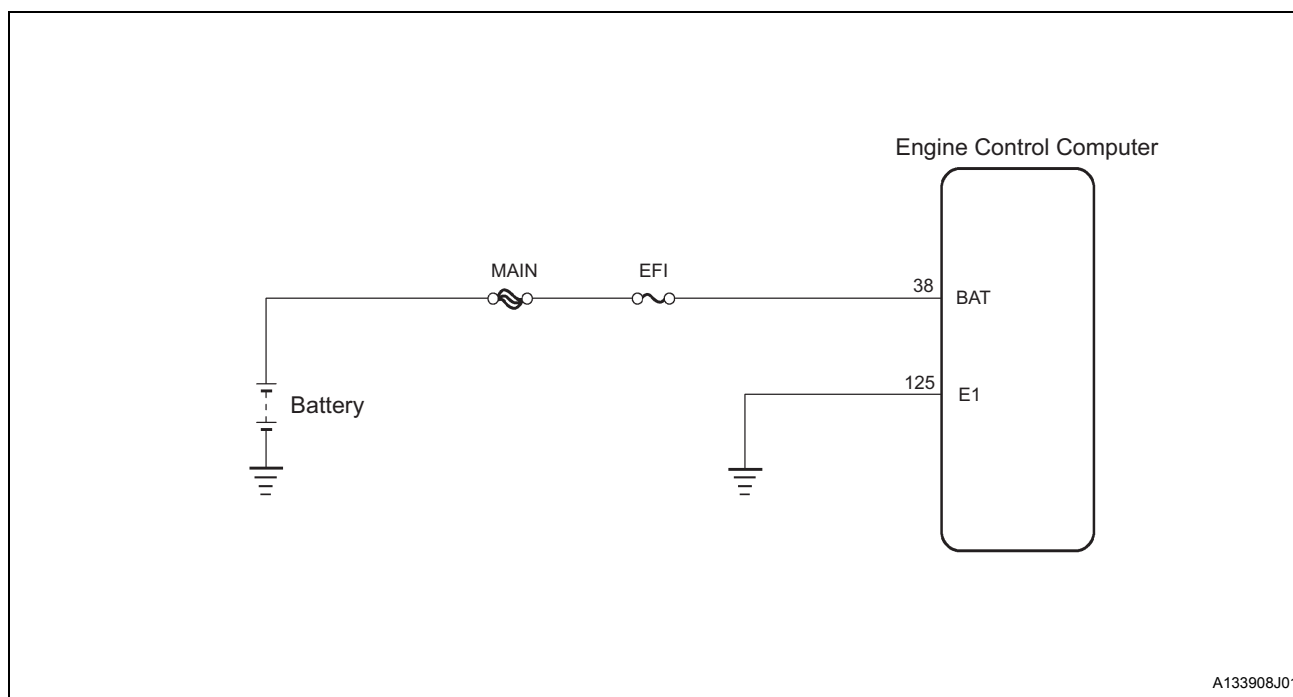 Engine Control Computer
MAIN
EFI
38
BAT
125
E1
Battery
A133908J01